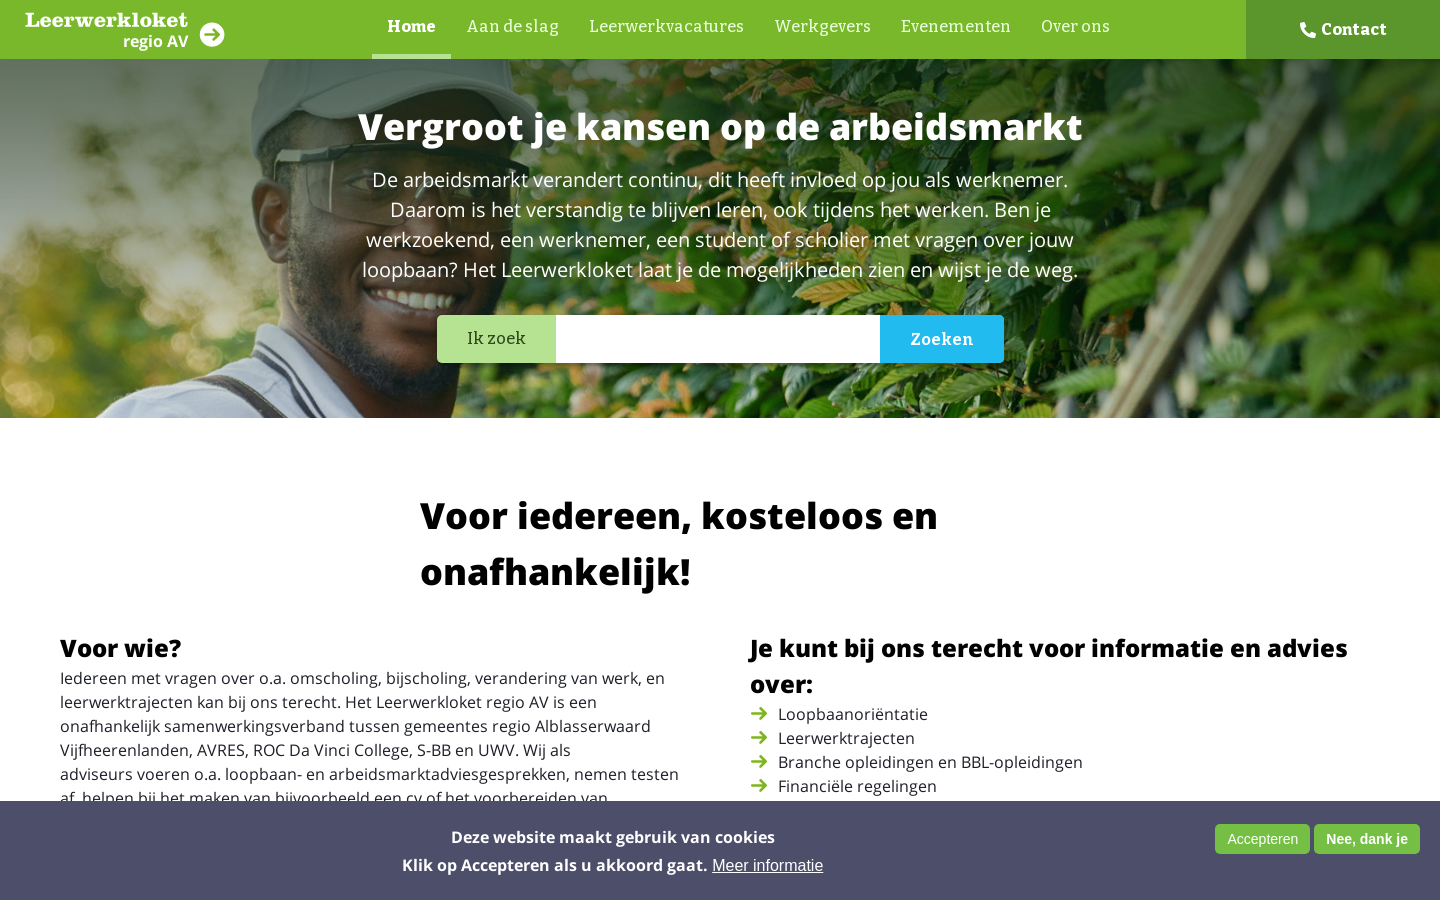 Leerwerkloket
regio AV
Home
Aan de slag
Leerwerkvacatures
Werkgevers
Evenementen
Over ons
Contact
Vergroot je kansen op de arbeidsmarkt
De arbeidsmarkt verandert continu, dit heeft invloed op jou als werknemer.
Daarom is het verstandig te blijven leren, ook tijdens het werken. Ben je
werkzoekend, een werknemer, een student of scholier met vragen over jouw
loopbaan? Het Leerwerkloket laat je de mogelijkheden zien en wijst je de weg.
Ik zoek
Zoeken
Voor iedereen, kosteloos en
onafhankelijk!
Voor wie?
Iedereen met vragen over o.a. omscholing, bijscholing, verandering van werk, en
leerwerktrajecten kan bij ons terecht. Het Leerwerkloket regio AV is een
onafhankelijk samenwerkingsverband tussen gemeentes regio Alblasserwaard
Vijfheerenlanden, AVRES, ROC Da Vinci College, S-BB en UWV. Wij als
adviseurs voeren o.a. loopbaan- en arbeidsmarktadviesgesprekken, nemen testen
af, helpen bij het maken van bijvoorbeeld een cv of het voorbereiden van
Je kunt bij ons terecht voor informatie en advies
over:
Loopbaanoriëntatie
Leerwerktrajecten
Branche opleidingen en BBL-opleidingen
Financiële regelingen
Deze website maakt gebruik van cookies
Klik op Accepteren als u akkoord gaat. Meer informatie
Accepteren
Nee, dank je